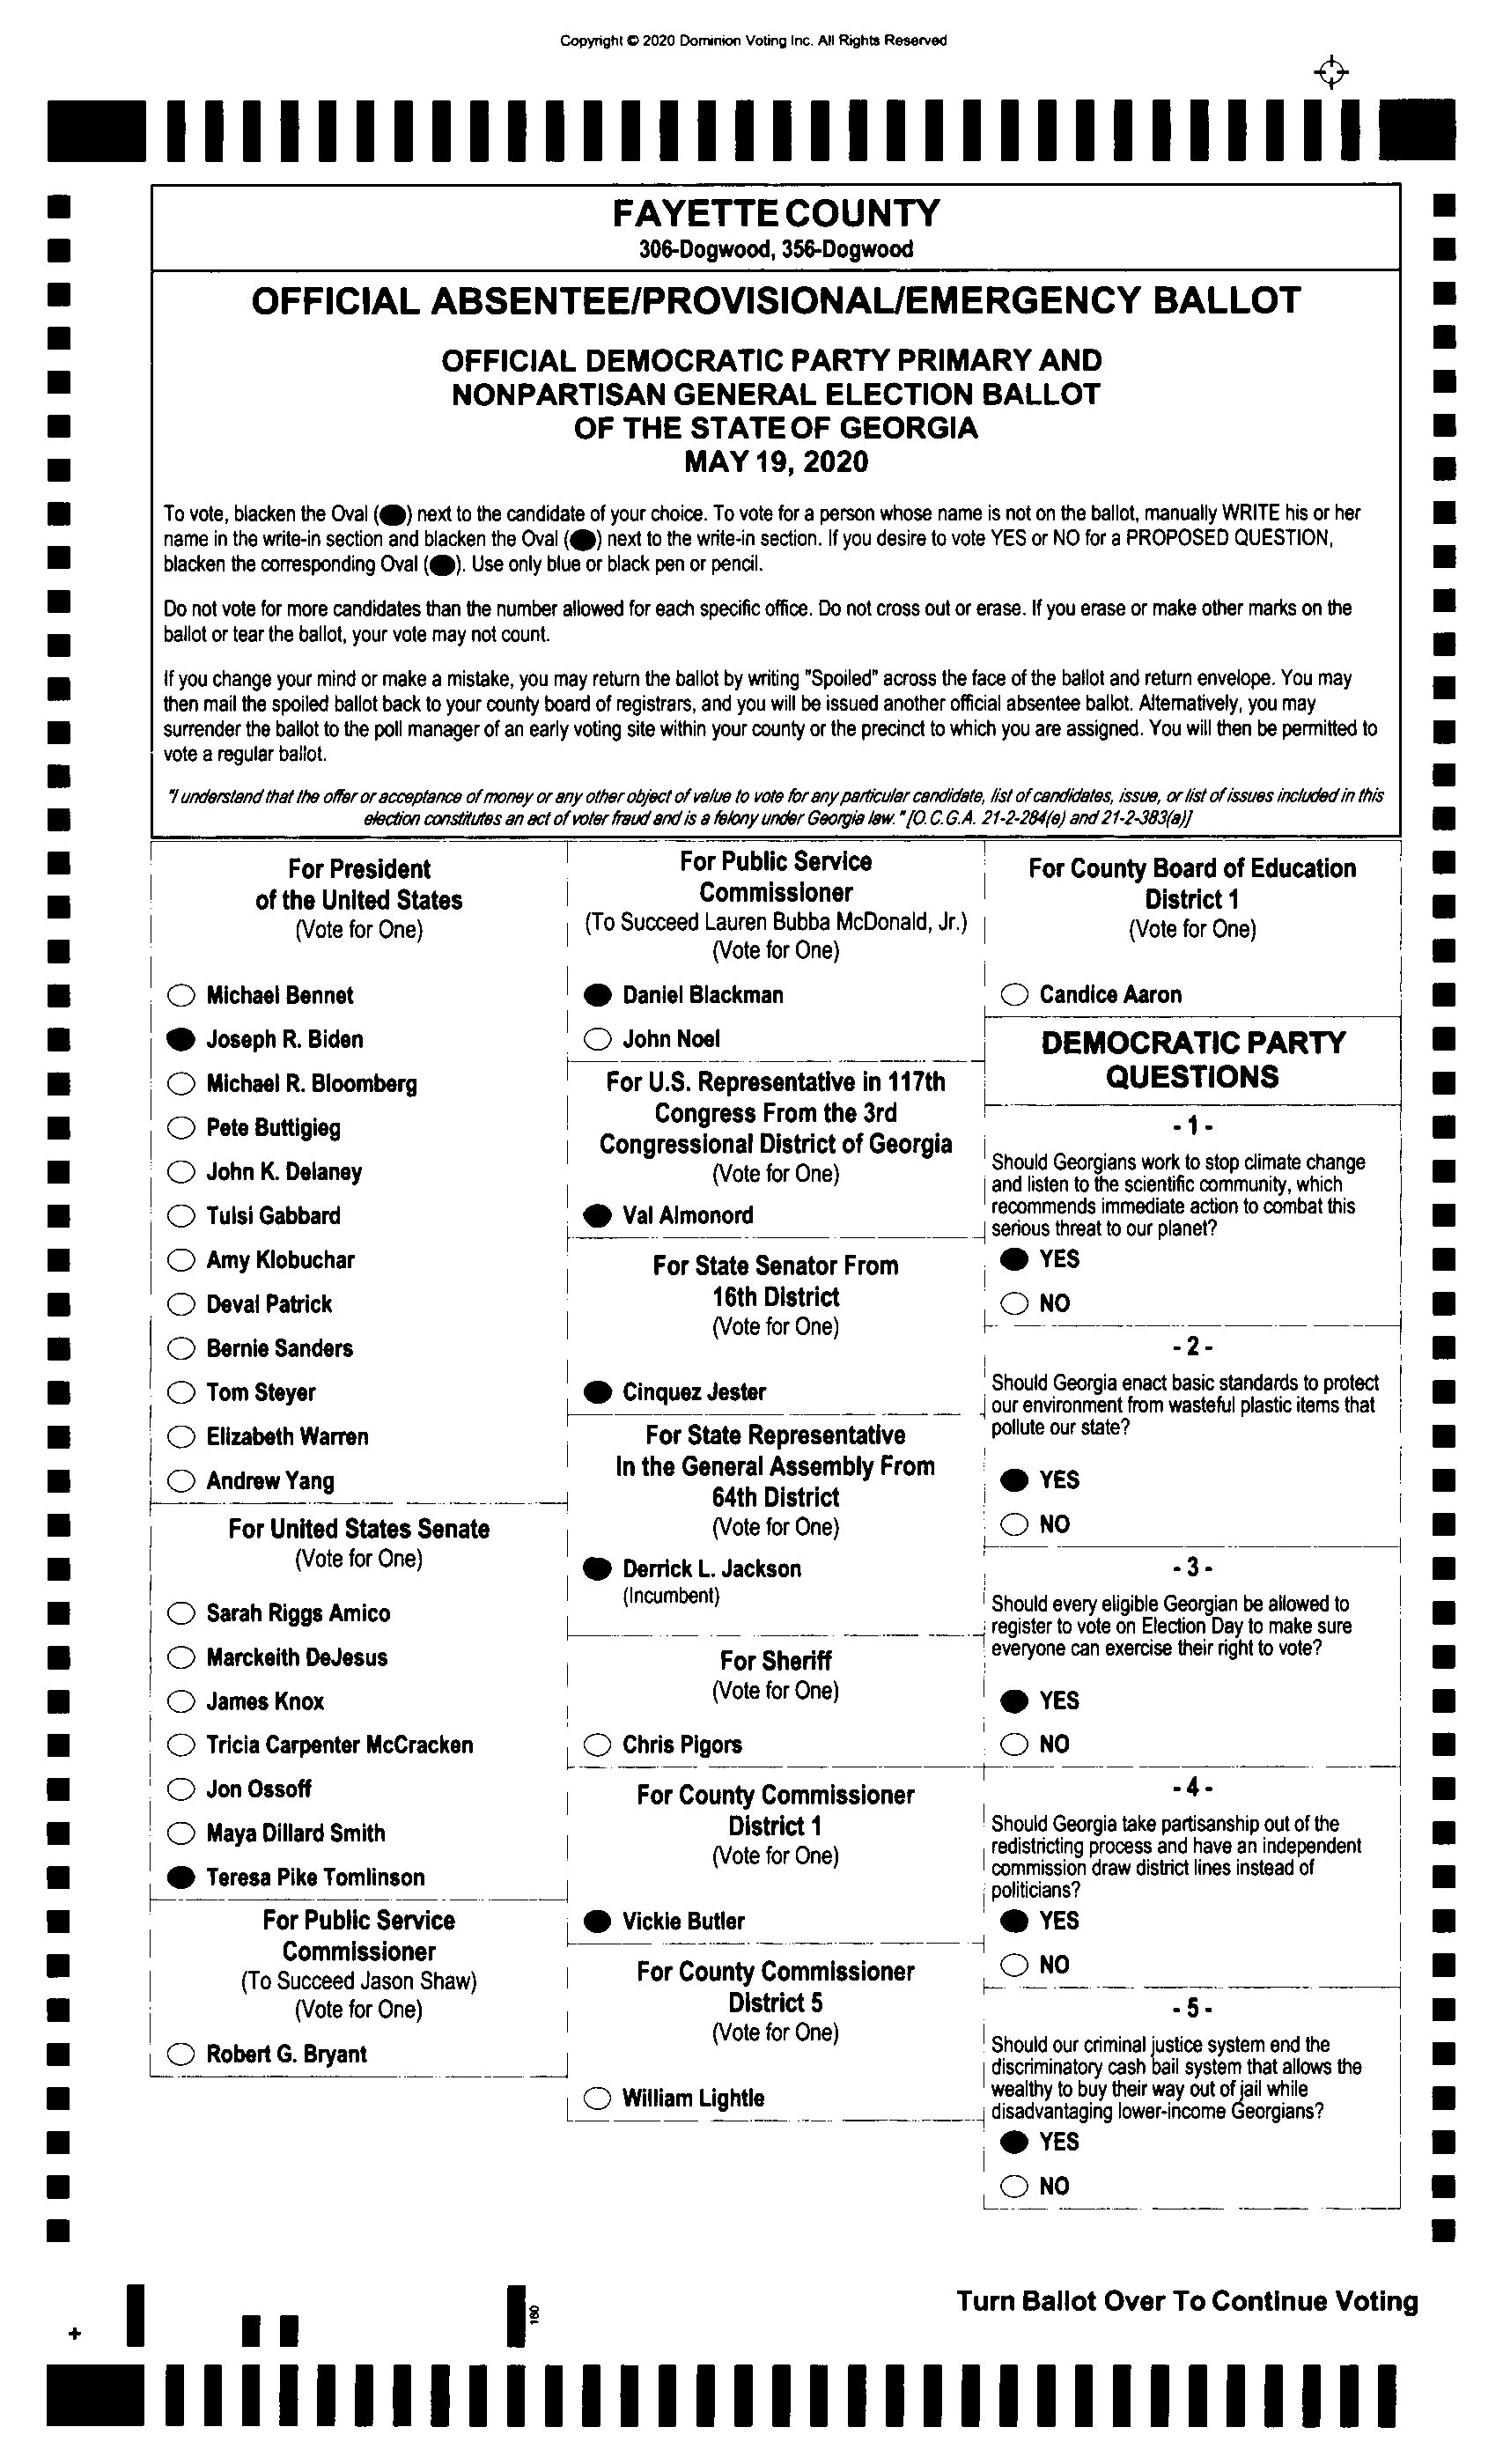 Copyright © 2020 Dominion Voting Inc. All Rights Reserved
FAYETTE COUNTY
306-Dogwood, 356-Dogwood
OFFICIAL ABSENTEE/PROVISIONAL/EMERGENCY BALLOT
OFFICIAL DEMOCRATIC PARTY PRIMARY AND
NONPARTISAN GENERAL ELECTION BALLOT
OF THE STATE OF GEORGIA
MAY 19, 2020
To vote, blacken the Oval ( ) next to the candidate of your choice. To vote for a person whose name is not on the ballot, manually WRITE his or her
name in the write-in section and blacken the Oval ( ) next to the write-in section. If you desire to vote YES or NO for a PROPOSED QUESTION,
blacken the corresponding Oval ( ). Use only blue or black pen or pencil.
Do not vote for more candidates than the number allowed for each specific office. Do not cross out or erase. If you erase or make other marks on the
ballot or tear the ballot, your vote may not count.
If you change your mind or make a mistake, you may return the ballot by writing "Spoiled" across the face of the ballot and return envelope. You may
then mail the spoiled ballot back to your county board of registrars, and you will be issued another official absentee ballot. Alternatively, you may
surrender the ballot to the poll manager of an early voting site within your county or the precinct to which you are assigned. You will then be permitted to
vote a regular ballot.
"I understand that the offer or acceptance of money or any other object of value to vote for any particular candidate, list of candidates, issue, or list of issues included in this
election constitutes an act of voter fraud and is a felony under Georgia law." [O.C.G.A. 21-2-284(e) and 21-2-383(a)]
For President
of the United States
(Vote for One)
Michael Bennet
Joseph R. Biden
Michael R. Bloomberg
Pete Buttigieg
John K. Delaney
Tulsi Gabbard
Amy Klobuchar
Deval Patrick
Bernie Sanders
Tom Steyer
Elizabeth Warren
Andrew Yang
For United States Senate
(Vote for One)
Sarah Riggs Amico
Marckeith DeJesus
James Knox
Tricia Carpenter McCracken
Jon Ossoff
Maya Dillard Smith
Teresa Pike Tomlinson
For Public Service
Commissioner
(To Succeed Jason Shaw)
(Vote for One)
Robert G. Bryant
For Public Service
Commissioner
(To Succeed Lauren Bubba McDonald, Jr.)
(Vote for One)
Daniel Blackman
John Noel
For U.S. Representative in 117th
Congress From the 3rd
Congressional District of Georgia
(Vote for One)
Val Almonord
For State Senator From
16th District
(Vote for One)
Cinquez Jester
For State Representative
In the General Assembly From
64th District
(Vote for One)
Derrick L. Jackson
(Incumbent)
For Sheriff
(Vote for One)
Chris Pigors
For County Commissioner
District 1
(Vote for One)
Vickie Butler
For County Commissioner
District 5
(Vote for One)
William Lightle
For County Board of Education
District 1
(Vote for One)
Candice Aaron
DEMOCRATIC PARTY
QUESTIONS
- 1 -
Should Georgians work to stop climate change
and listen to the scientific community, which
recommends immediate action to combat this
serious threat to our planet?
YES
NO
- 2 -
Should Georgia enact basic standards to protect
our environment from wasteful plastic items that
pollute our state?
YES
NO
- 3 -
Should every eligible Georgian be allowed to
register to vote on Election Day to make sure
everyone can exercise their right to vote?
YES
NO
- 4 -
Should Georgia take partisanship out of the
redistricting process and have an independent
commission draw district lines instead of
politicians?
YES
NO
- 5 -
Should our criminal justice system end the
discriminatory cash bail system that allows the
wealthy to buy their way out of jail while
disadvantaging lower-income Georgians?
YES
NO
Turn Ballot Over To Continue Voting
160